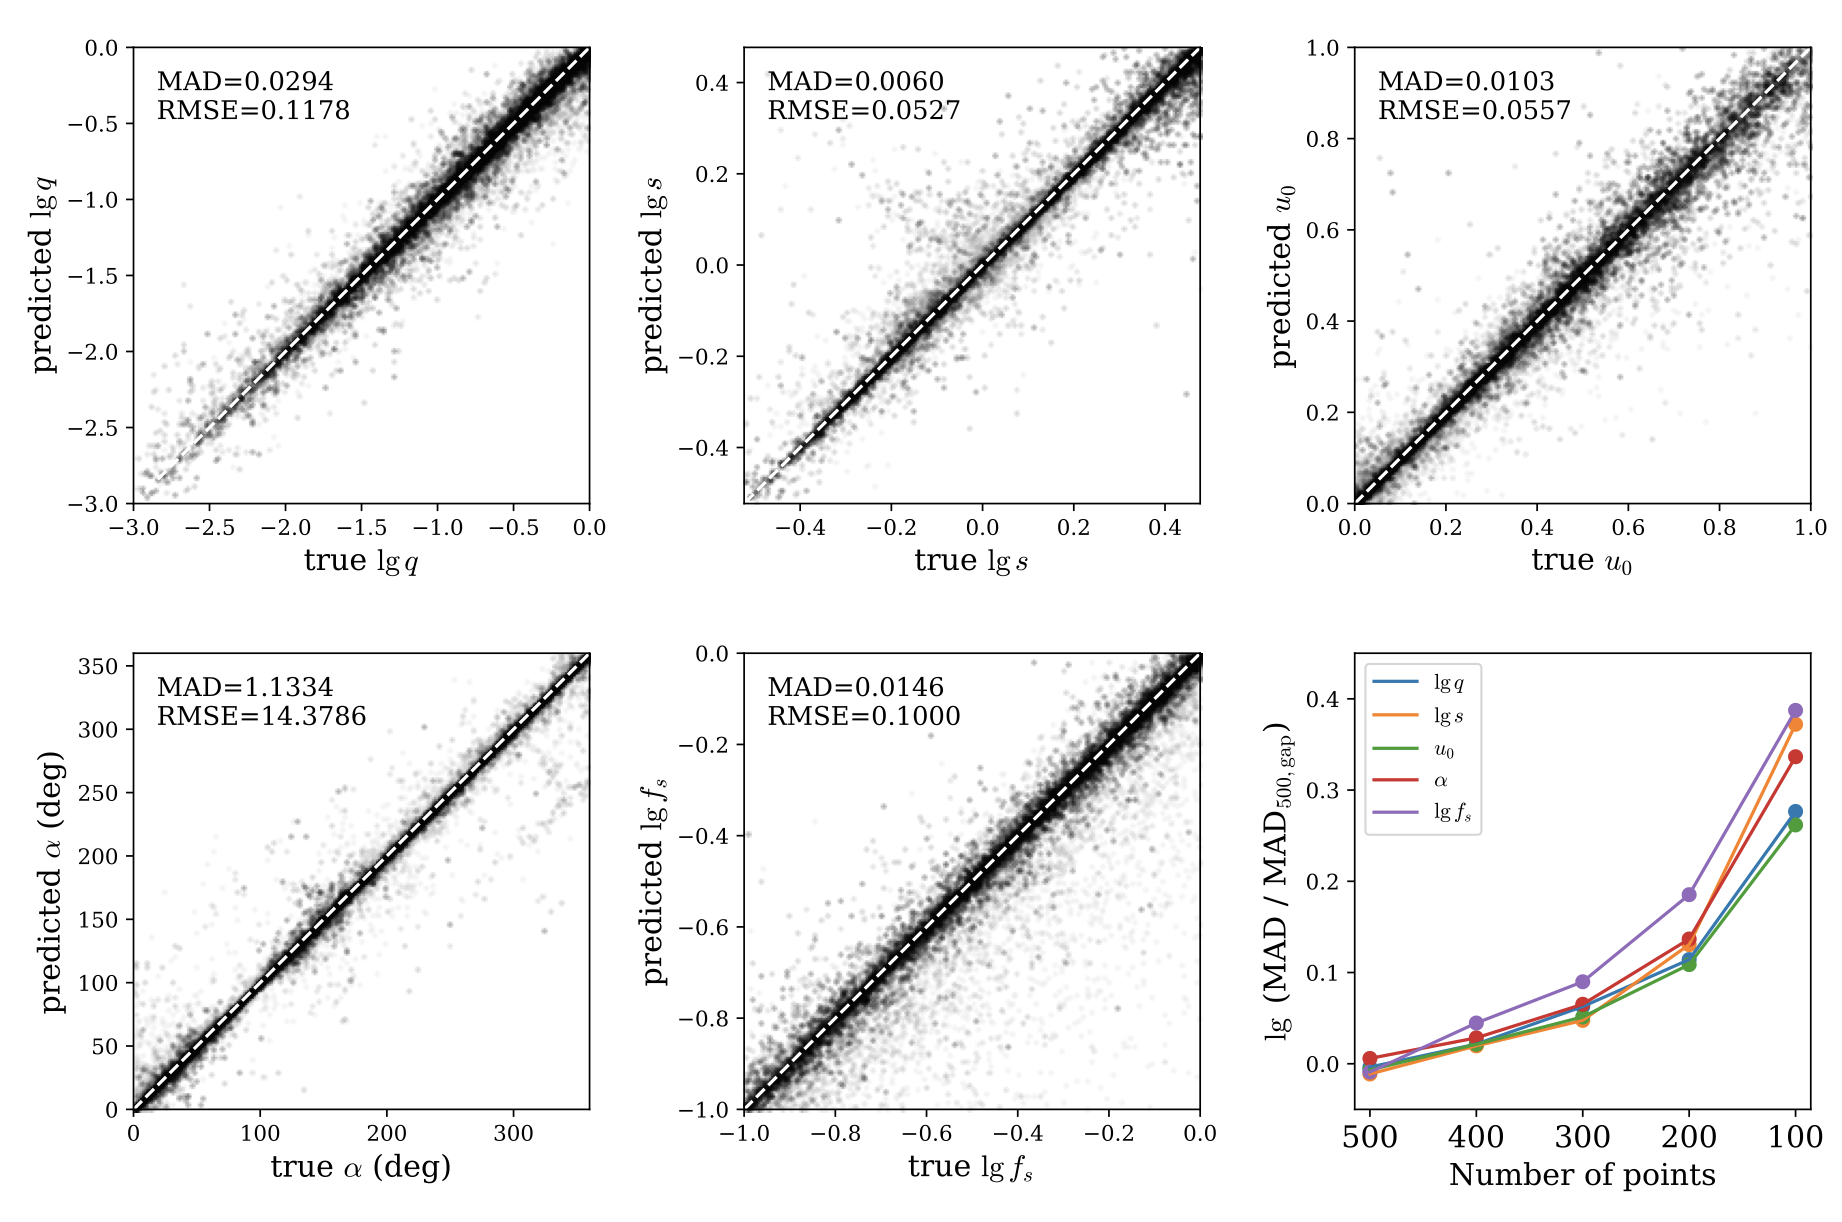 MAD=0.0294
RMSE=0.1178
0.0
−0.5
−1.0
−1.5
−2.0
−2.5
−3.0
predicted lg q
−3.0 −2.5 −2.0 −1.5 −1.0 −0.5 0.0
true lg q
MAD=0.0060
RMSE=0.0527
0.4
0.2
0.0
−0.2
−0.4
predicted lg s
−0.4 −0.2 0.0 0.2 0.4
true lg s
MAD=0.0103
RMSE=0.0557
1.0
0.8
0.6
0.4
0.2
0.0
predicted u₀
0.0 0.2 0.4 0.6 0.8 1.0
true u₀
MAD=1.1334
RMSE=14.3786
350
300
250
200
150
100
50
0
predicted α (deg)
0 100 200 300
true α (deg)
MAD=0.0146
RMSE=0.1000
0.0
−0.2
−0.4
−0.6
−0.8
−1.0
predicted lg fₛ
−1.0 −0.8 −0.6 −0.4 −0.2 0.0
true lg fₛ
lg q
lg s
u₀
α
lg fₛ
0.4
0.3
0.2
0.1
0.0
lg (MAD / MAD500,gap)
500 400 300 200 100
Number of points